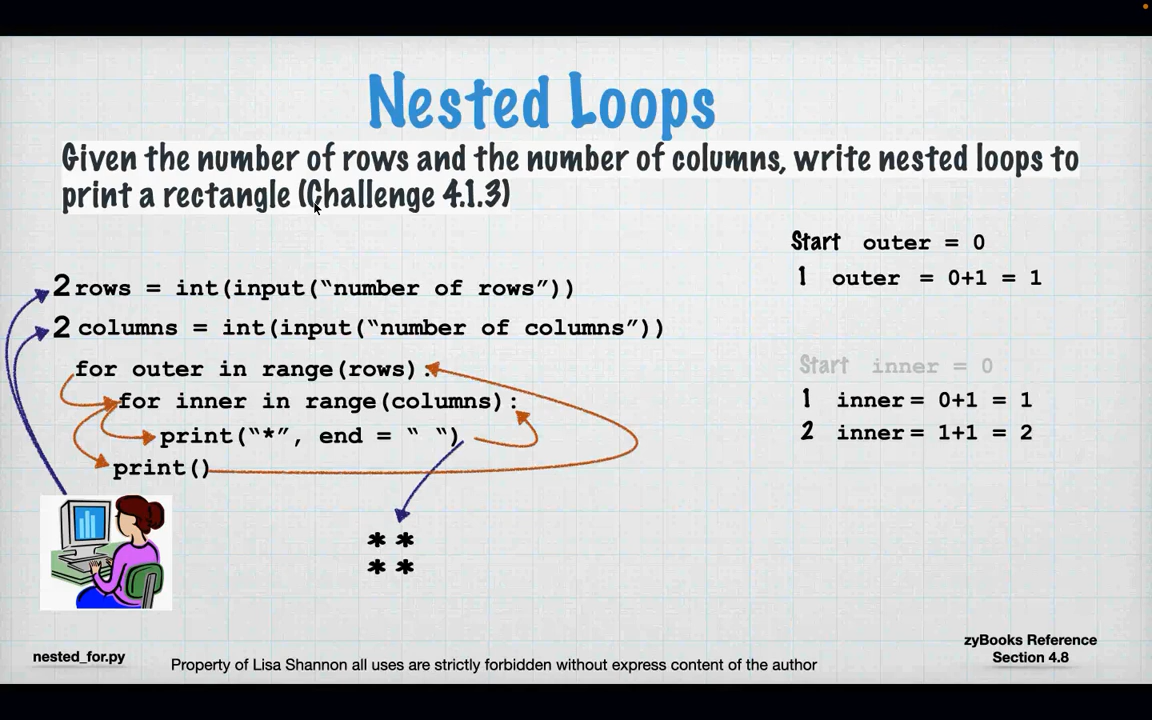 Nested Loops
Given the number of rows and the number of columns, write nested loops to
print a rectangle (Challenge 4.1.3)
Start outer = 0
1 outer = 0+1 = 1
2 rows = int(input(“number of rows”))
2 columns = int(input(“number of columns”))
for outer in range(rows):
for inner in range(columns):
print(“*”, end = “ “)
print()
Start inner = 0
1 inner= 0+1 = 1
2 inner= 1+1 = 2
* *
* *
nested_for.py
Property of Lisa Shannon all uses are strictly forbidden without express content of the author
zyBooks Reference
Section 4.8